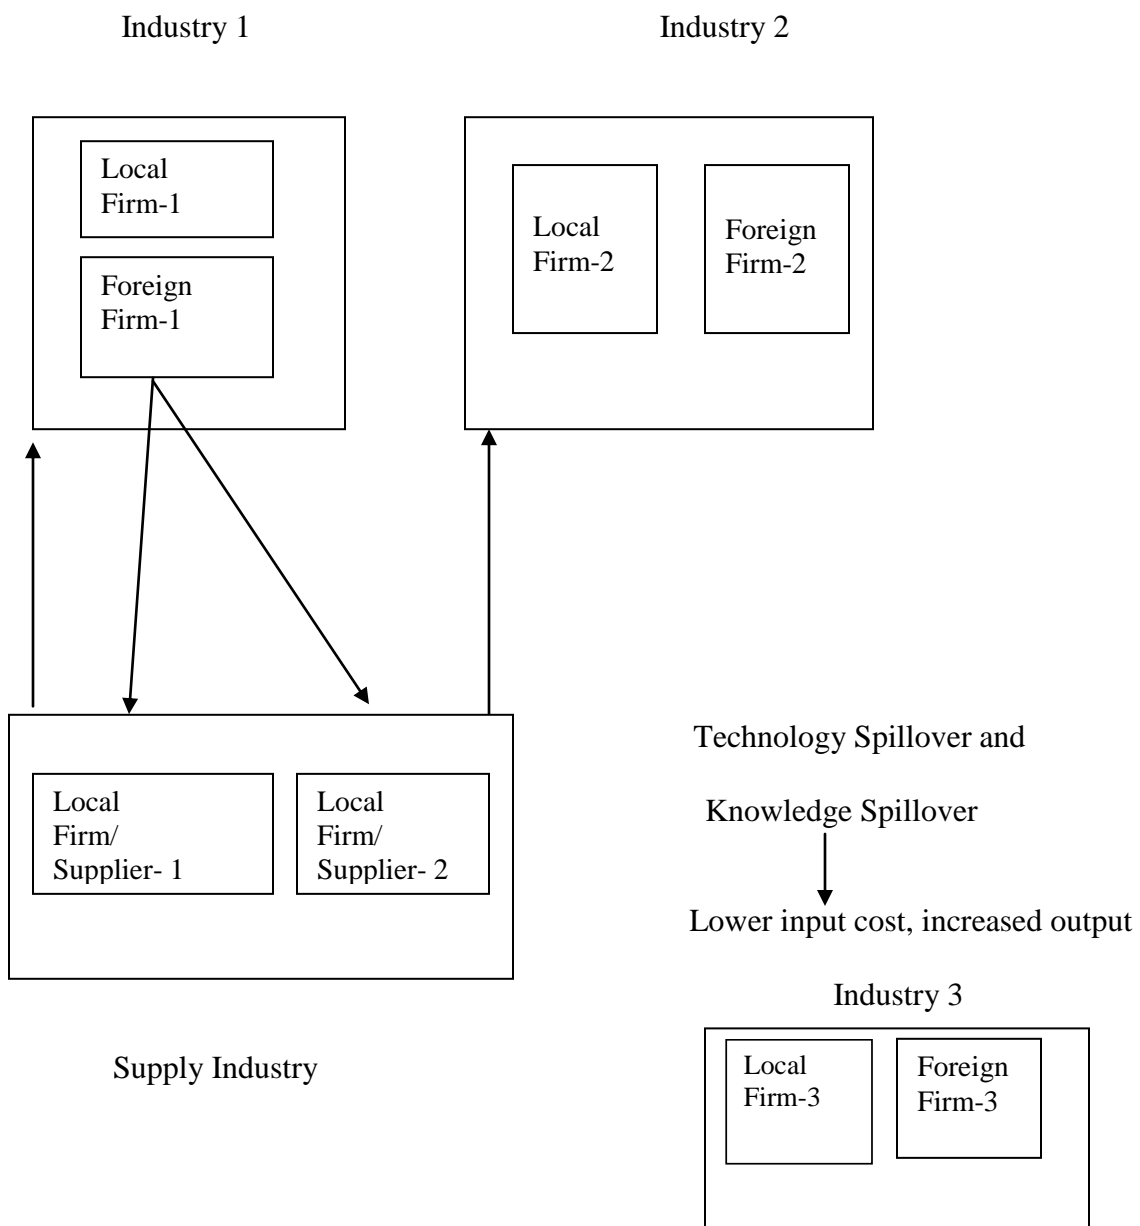 Industry 1
Industry 2
Local
Firm-1
Foreign
Firm-1
Local
Firm-2
Foreign
Firm-2
Technology Spillover and
Knowledge Spillover
Lower input cost, increased output
Local
Firm/
Supplier- 1
Local
Firm/
Supplier- 2
Supply Industry
Industry 3
Local
Firm-3
Foreign
Firm-3